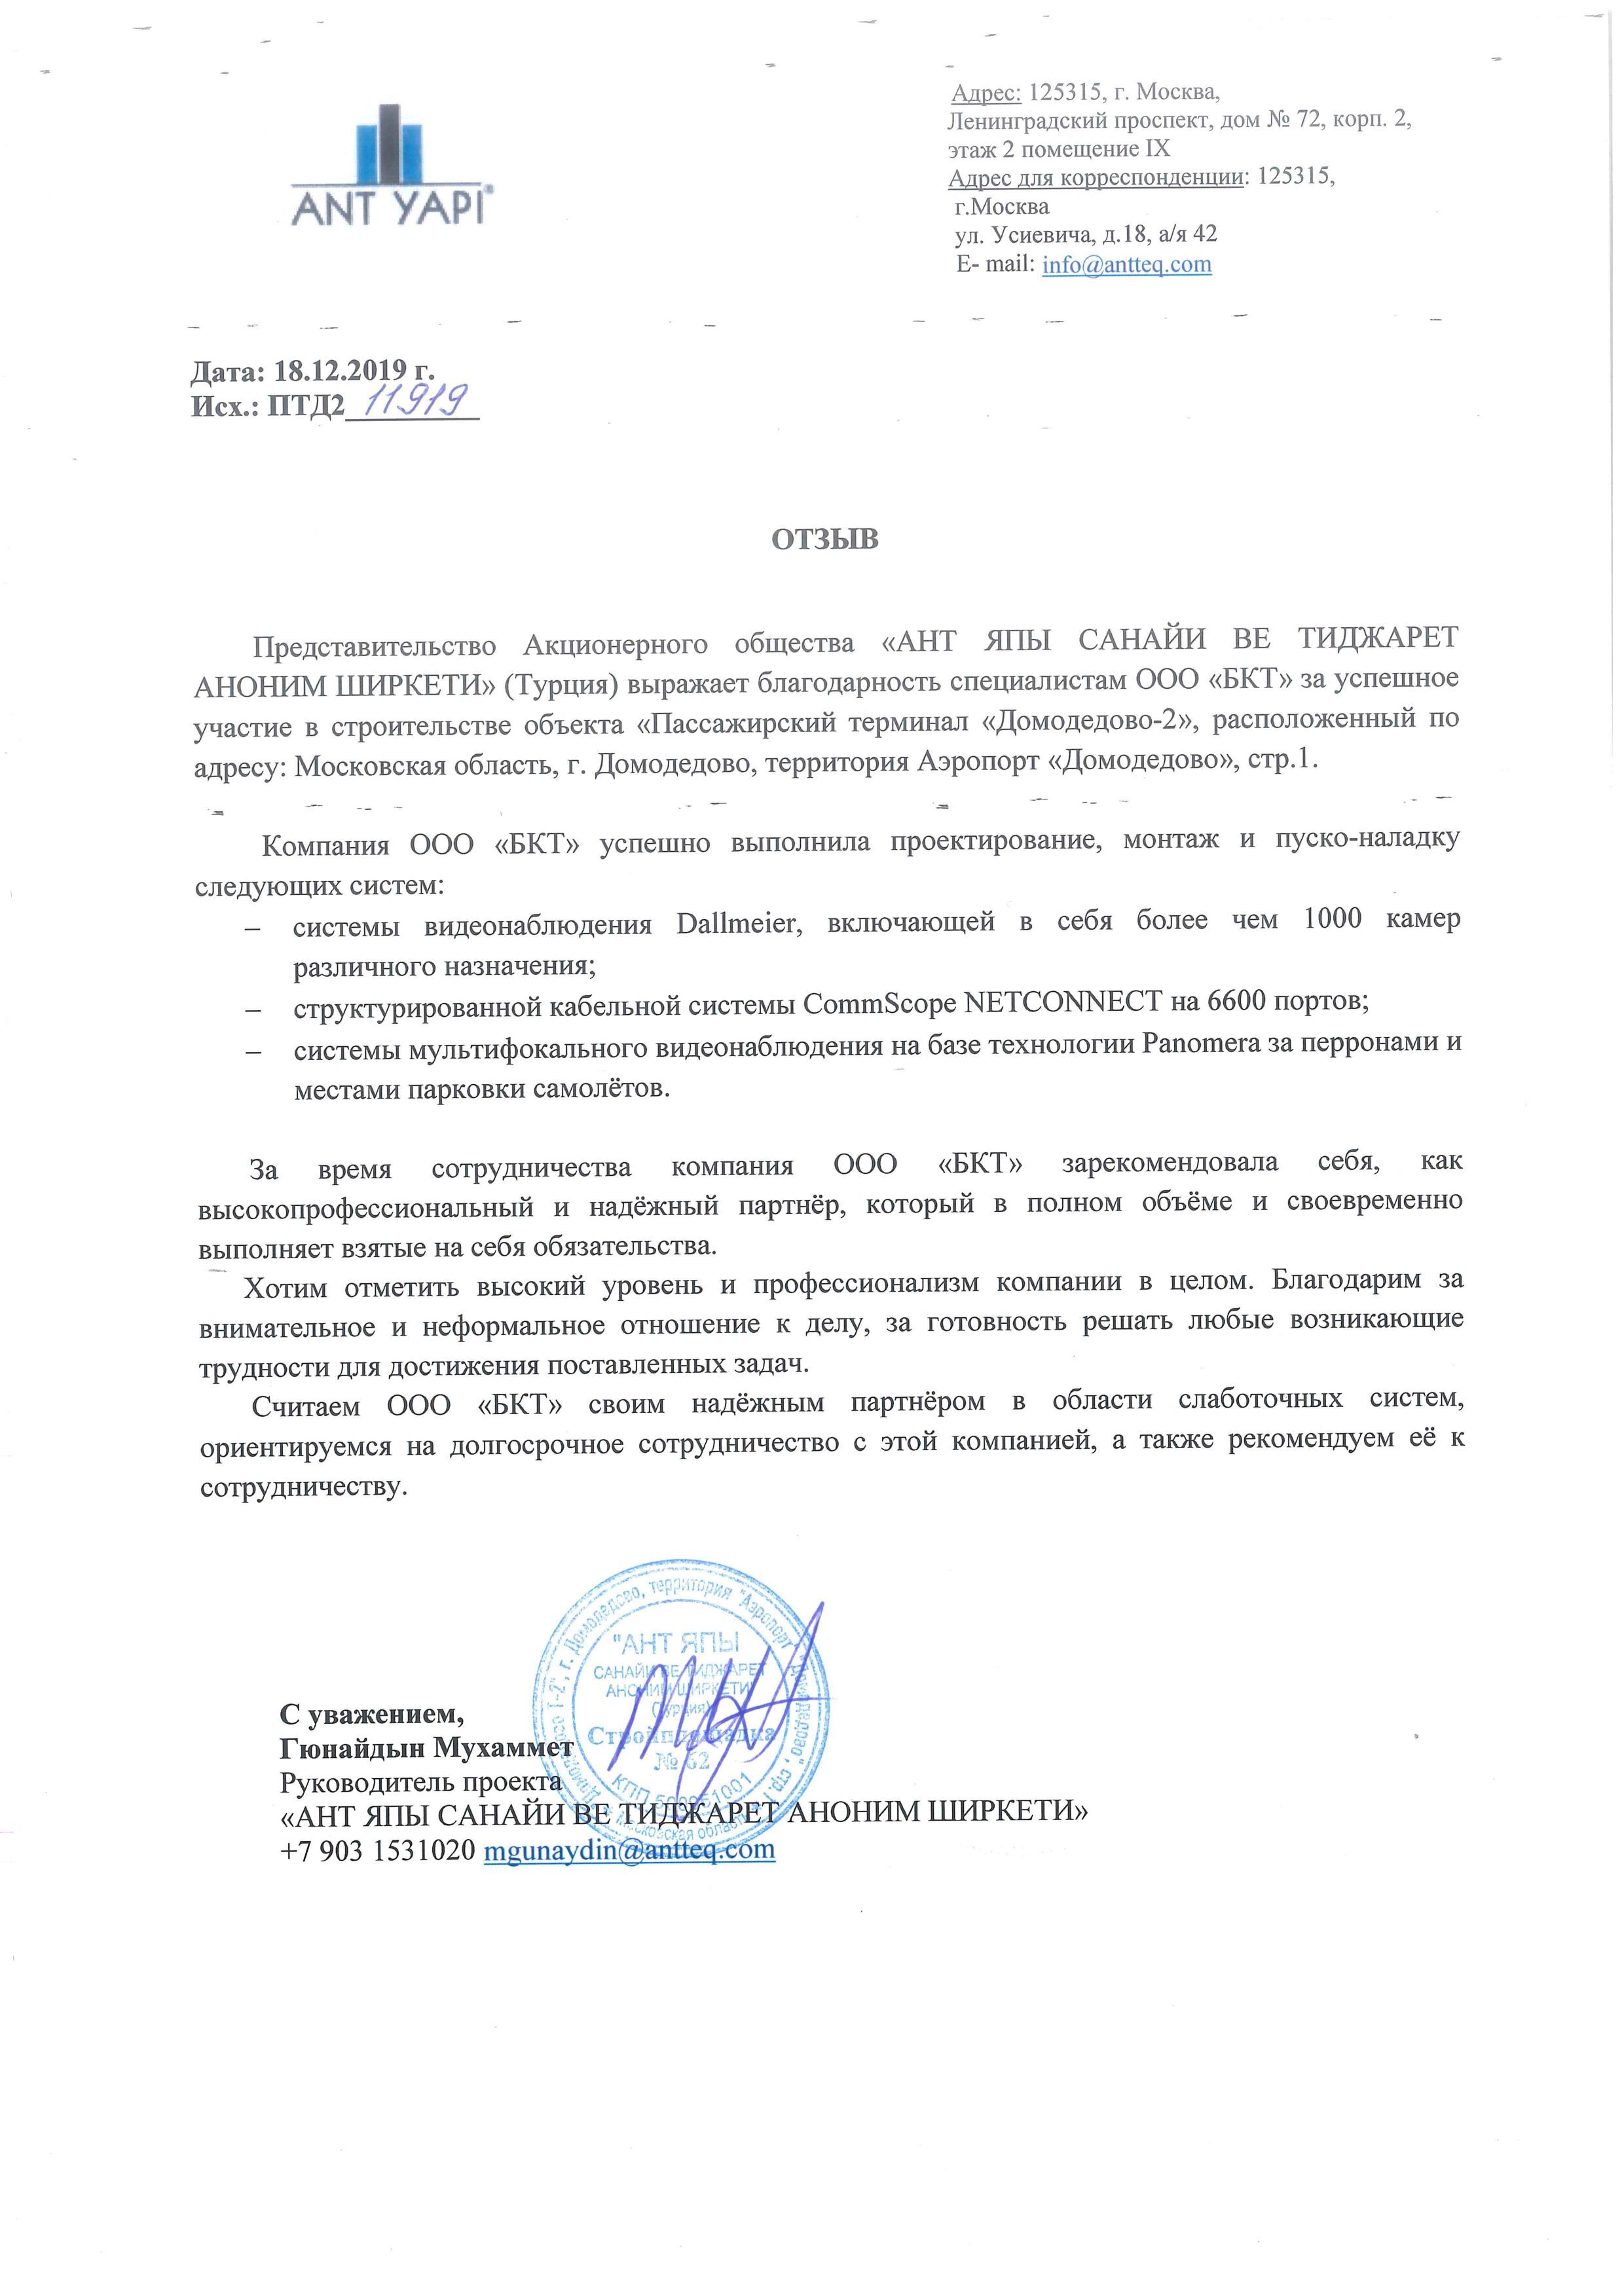 ANT YAPI®
Адрес: 125315, г. Москва,
Ленинградский проспект, дом № 72, корп. 2,
этаж 2 помещение IX
Адрес для корреспонденции: 125315,
г.Москва
ул. Усиевича, д.18, а/я 42
E- mail: info@antteq.com
Дата: 18.12.2019 г.
Исх.: ПТД2 11919
ОТЗЫВ
Представительство Акционерного общества «АНТ ЯПЫ САНАЙИ ВЕ ТИДЖАРЕТ
АНОНИМ ШИРКЕТИ» (Турция) выражает благодарность специалистам ООО «БКТ» за успешное
участие в строительстве объекта «Пассажирский терминал «Домодедово-2», расположенный по
адресу: Московская область, г. Домодедово, территория Аэропорт «Домодедово», стр.1.
Компания ООО «БКТ» успешно выполнила проектирование, монтаж и пуско-наладку
следующих систем:
– системы видеонаблюдения Dallmeier, включающей в себя более чем 1000 камер
различного назначения;
– структурированной кабельной системы CommScope NETCONNECT на 6600 портов;
– системы мультифокального видеонаблюдения на базе технологии Panomera за перронами и
местами парковки самолётов.
За время сотрудничества компания ООО «БКТ» зарекомендовала себя, как
высокопрофессиональный и надёжный партнёр, который в полном объёме и своевременно
выполняет взятые на себя обязательства.
Хотим отметить высокий уровень и профессионализм компании в целом. Благодарим за
внимательное и неформальное отношение к делу, за готовность решать любые возникающие
трудности для достижения поставленных задач.
Считаем ООО «БКТ» своим надёжным партнёром в области слаботочных систем,
ориентируемся на долгосрочное сотрудничество с этой компанией, а также рекомендуем её к
сотрудничеству.
г. Домодедово, территория "Аэропорт "Домодедово", стр. 1
Московская область
"АНТ ЯПЫ
САНАЙИ ВЕ ТИДЖАРЕТ
АНОНИМ ШИРКЕТИ"
(Турция)
Стройплощадка
№ 62
КПП
С уважением,
Гюнайдын Мухаммет
Руководитель проекта
«АНТ ЯПЫ САНАЙИ ВЕ ТИДЖАРЕТ АНОНИМ ШИРКЕТИ»
+7 903 1531020 mgunaydin@antteq.com